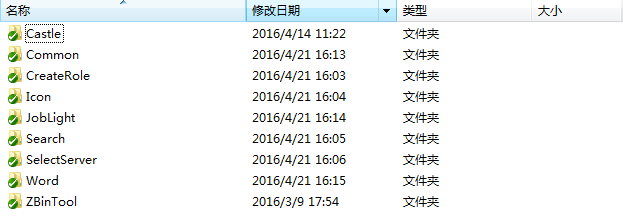 名称 修改日期 类型 大小
Castle 2016/4/14 11:22 文件夹
Common 2016/4/21 16:13 文件夹
CreateRole 2016/4/21 16:03 文件夹
Icon 2016/4/21 16:04 文件夹
JobLight 2016/4/21 16:14 文件夹
Search 2016/4/21 16:05 文件夹
SelectServer 2016/4/21 16:06 文件夹
Word 2016/4/21 16:15 文件夹
ZBinTool 2016/3/9 17:54 文件夹